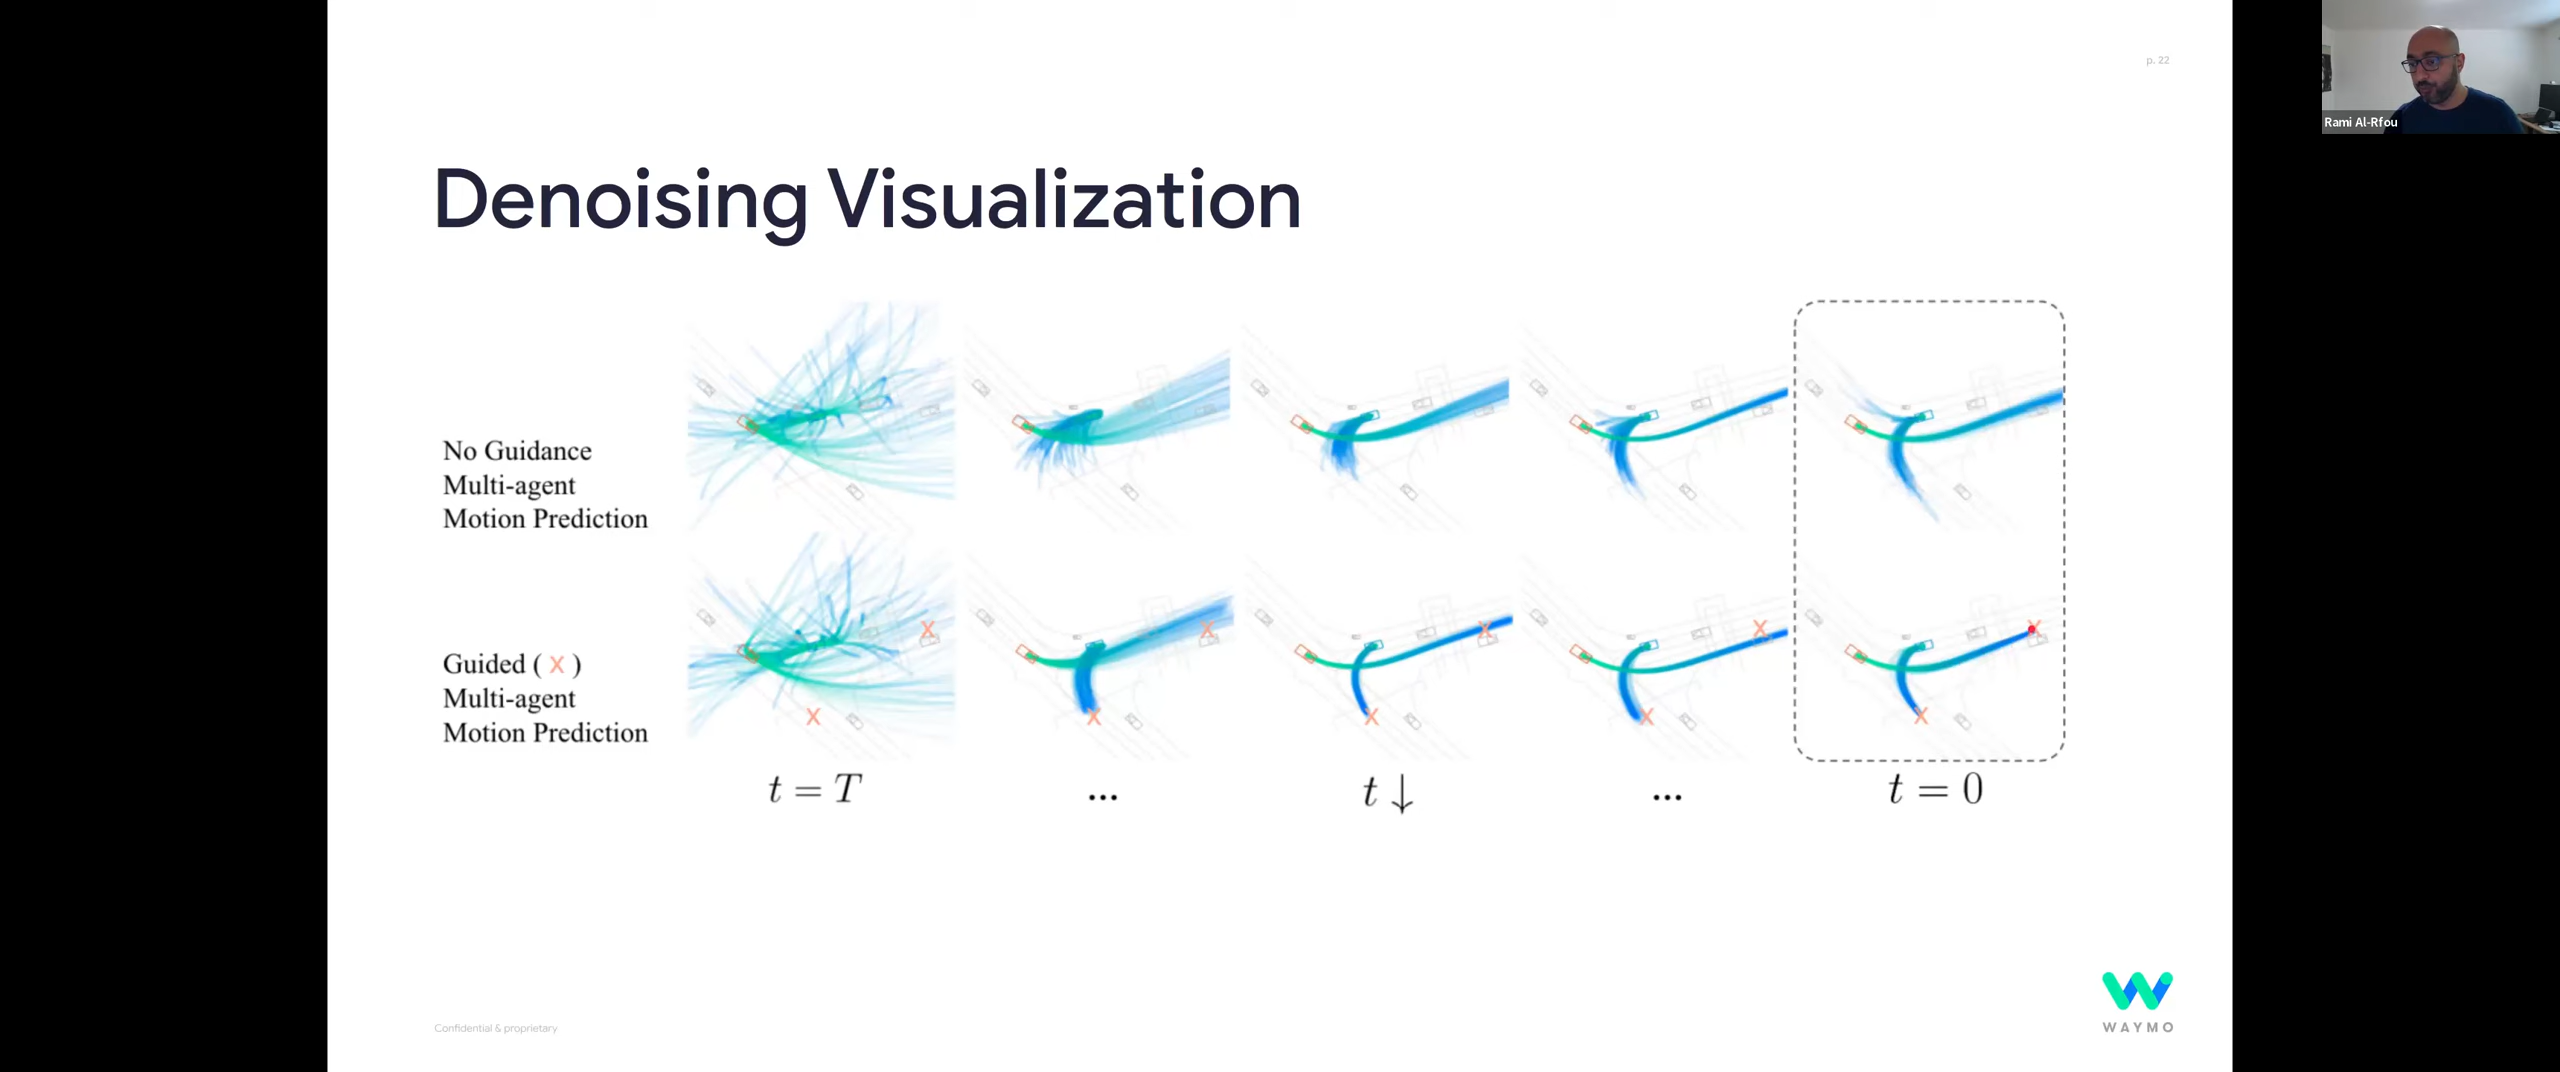 p. 22
Rami Al-Rfou
Denoising Visualization
No Guidance
Multi-agent
Motion Prediction
Guided ( X )
Multi-agent
Motion Prediction
X
X
X
X
X
X
X
X
X
X
t = T
...
t ↓
...
t = 0
Confidential & proprietary
WAYMO